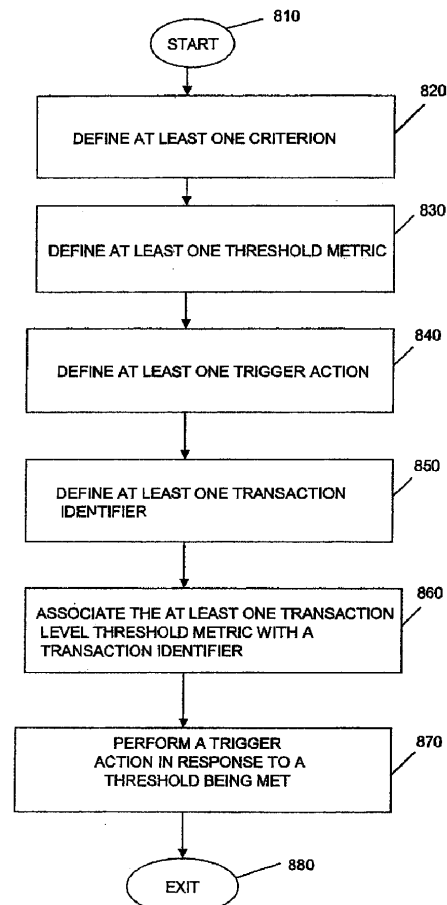 810
START
820
DEFINE AT LEAST ONE CRITERION
830
DEFINE AT LEAST ONE THRESHOLD METRIC
840
DEFINE AT LEAST ONE TRIGGER ACTION
850
DEFINE AT LEAST ONE TRANSACTION
IDENTIFIER
860
ASSOCIATE THE AT LEAST ONE TRANSACTION
LEVEL THRESHOLD METRIC WITH A
TRANSACTION IDENTIFIER
870
PERFORM A TRIGGER
ACTION IN RESPONSE TO A
THRESHOLD BEING MET
880
EXIT